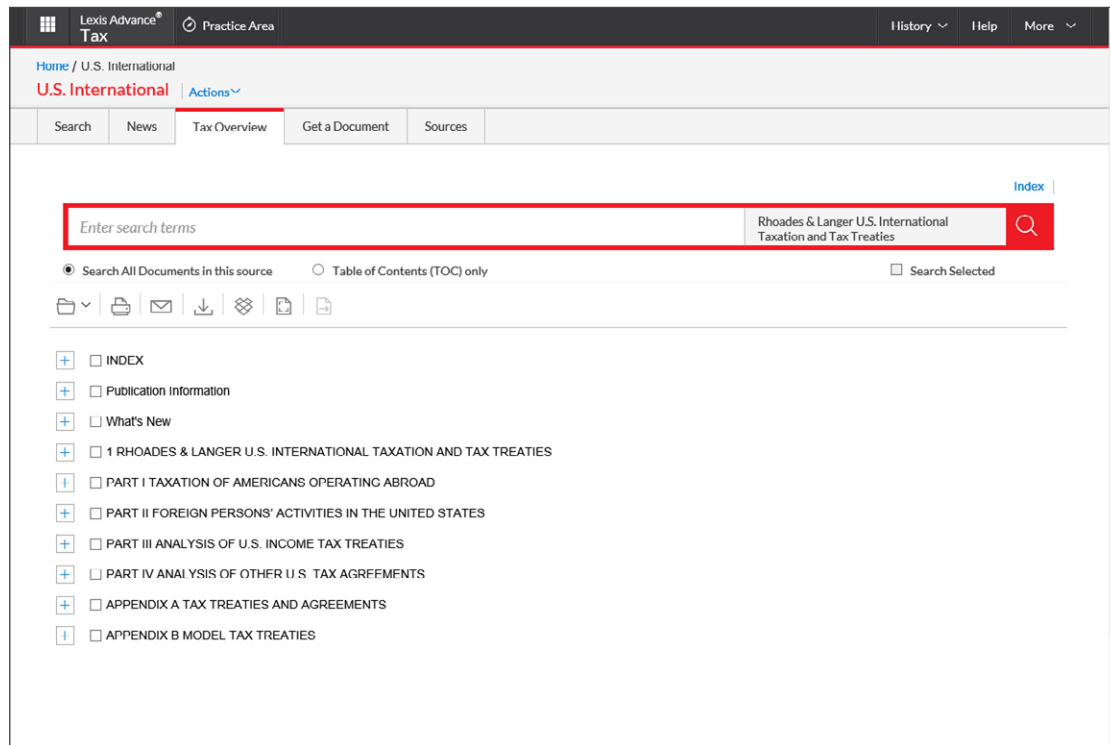 Lexis Advance®
Tax
Practice Area
History
Help
More
Home / U.S. International
U.S. International
Actions
Search
News
Tax Overview
Get a Document
Sources
Index
Enter search terms
Rhoades & Langer U.S. International
Taxation and Tax Treaties
Search All Documents in this source
Table of Contents (TOC) only
Search Selected
INDEX
Publication Information
What's New
1 RHOADES & LANGER U.S. INTERNATIONAL TAXATION AND TAX TREATIES
PART I TAXATION OF AMERICANS OPERATING ABROAD
PART II FOREIGN PERSONS' ACTIVITIES IN THE UNITED STATES
PART III ANALYSIS OF U.S. INCOME TAX TREATIES
PART IV ANALYSIS OF OTHER U.S. TAX AGREEMENTS
APPENDIX A TAX TREATIES AND AGREEMENTS
APPENDIX B MODEL TAX TREATIES